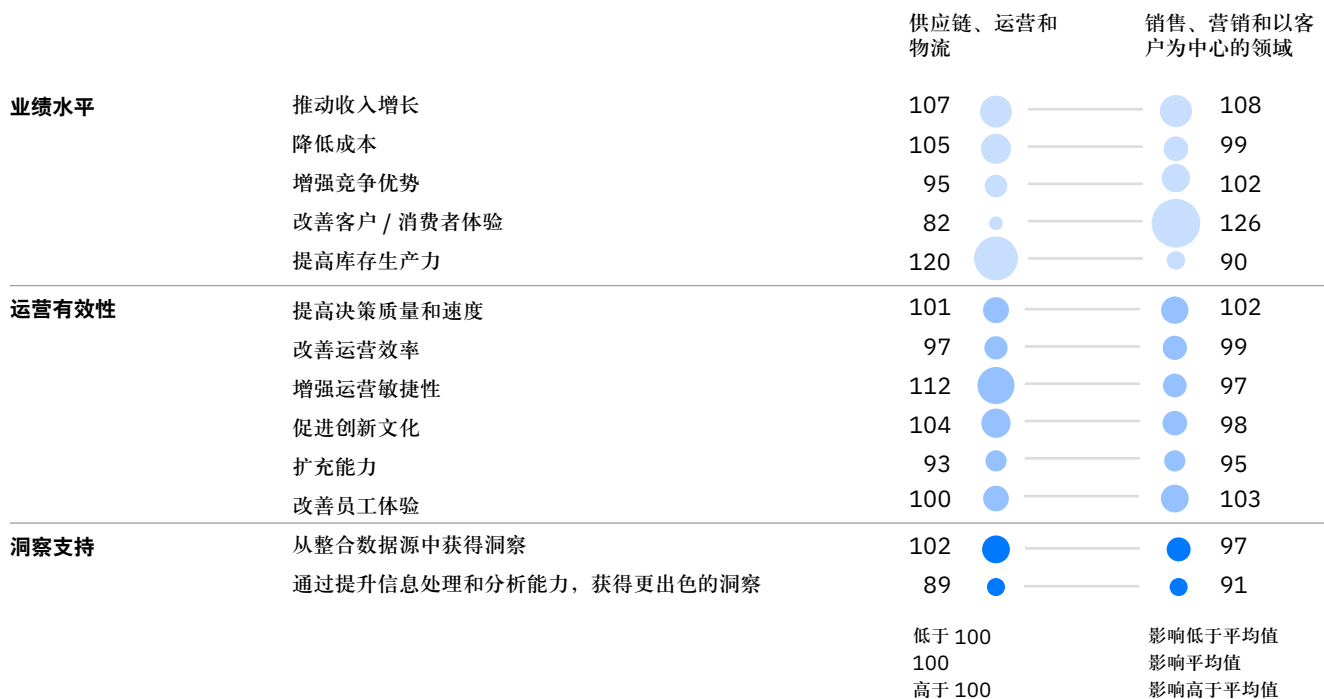 供应链、运营和
物流
销售、营销和以客
户为中心的领域
业绩水平 推动收入增长 107 108
降低成本 105 99
增强竞争优势 95 102
改善客户 / 消费者体验 82 126
提高库存生产力 120 90
运营有效性 提高决策质量和速度 101 102
改善运营效率 97 99
增强运营敏捷性 112 97
促进创新文化 104 98
扩充能力 93 95
改善员工体验 100 103
洞察支持 从整合数据源中获得洞察 102 97
通过提升信息处理和分析能力，获得更出色的洞察 89 91
低于 100 影响低于平均值
100 影响平均值
高于 100 影响高于平均值